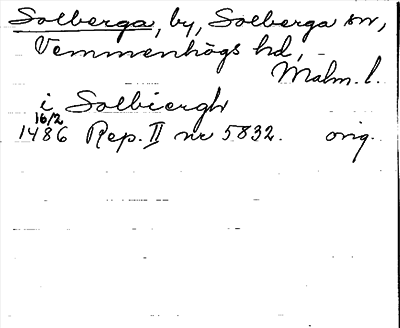 Solberga, by, Solberga sn,
Vemmenhögs hd,
Malm. l.
i Solbiergh
16/2
1486 Rep. II nr 5832. orig.